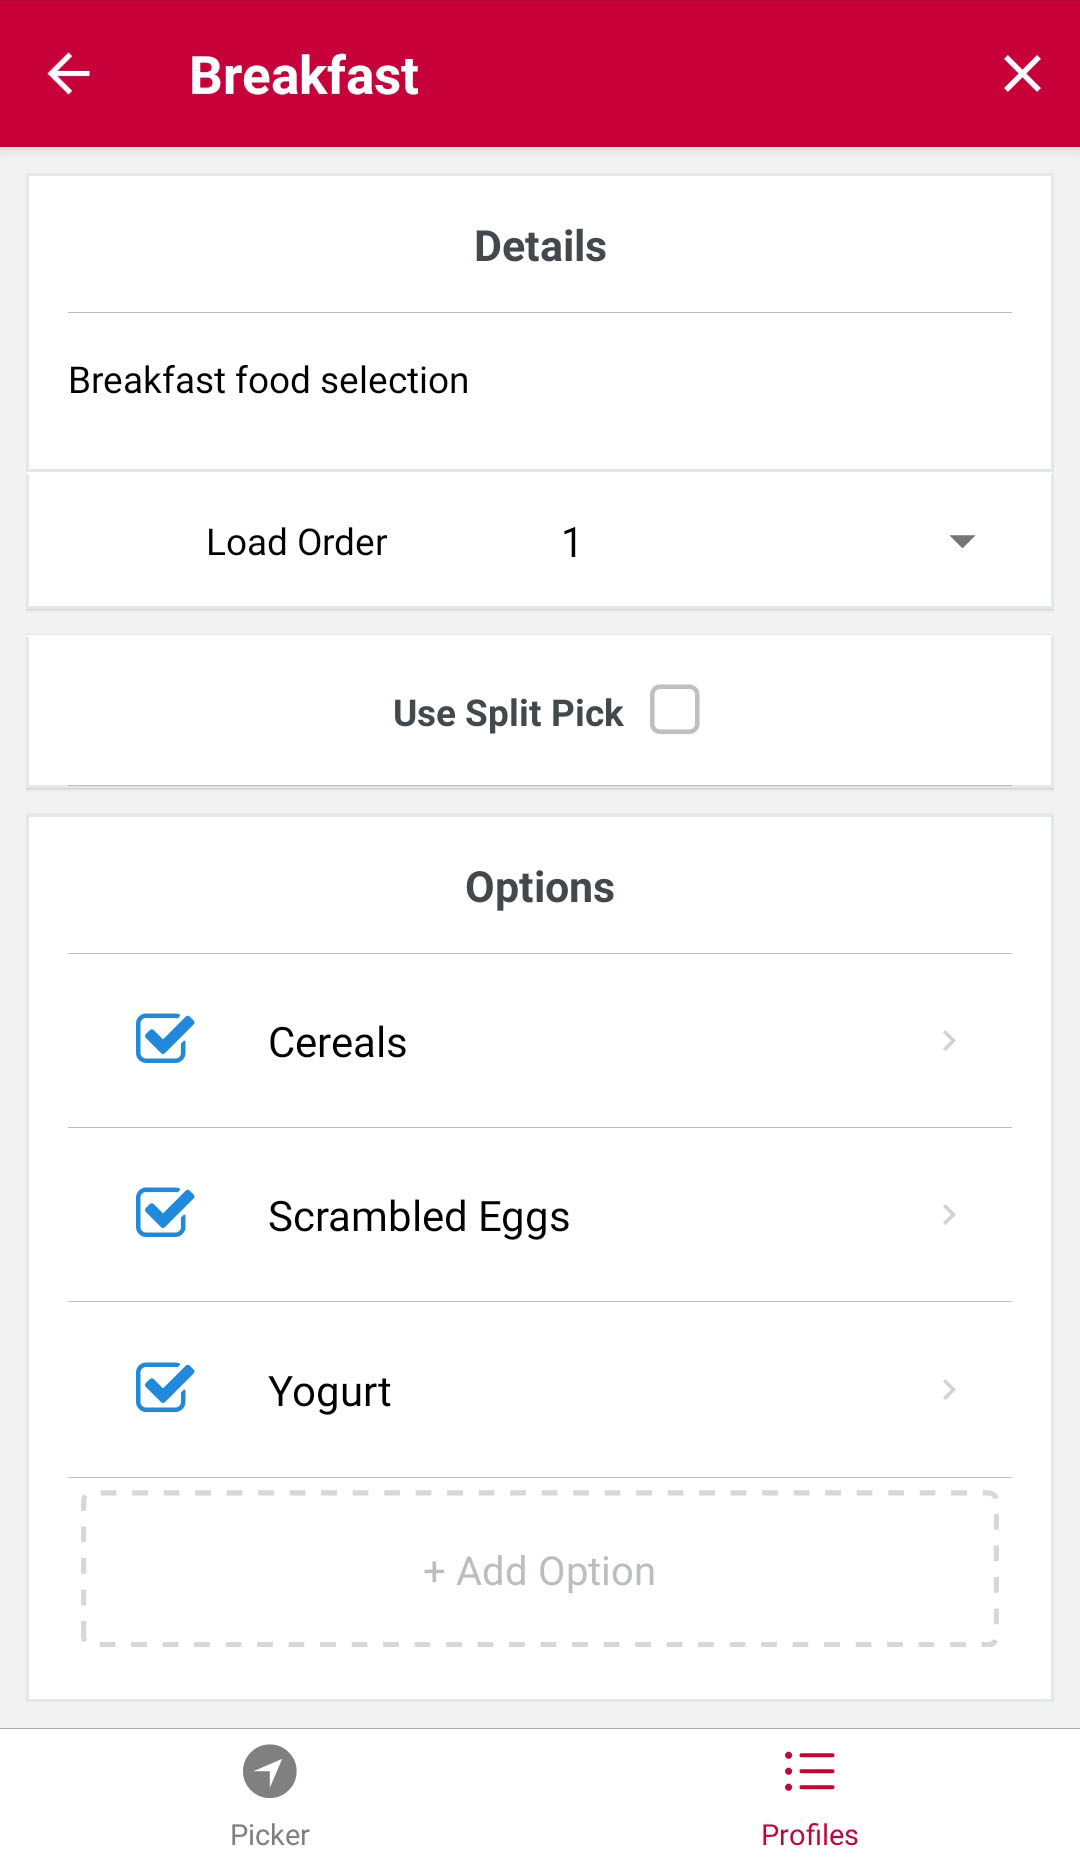 Breakfast
Details
Breakfast food selection
Load Order 1
Use Split Pick
Options
Cereals
Scrambled Eggs
Yogurt
+ Add Option
Picker Profiles